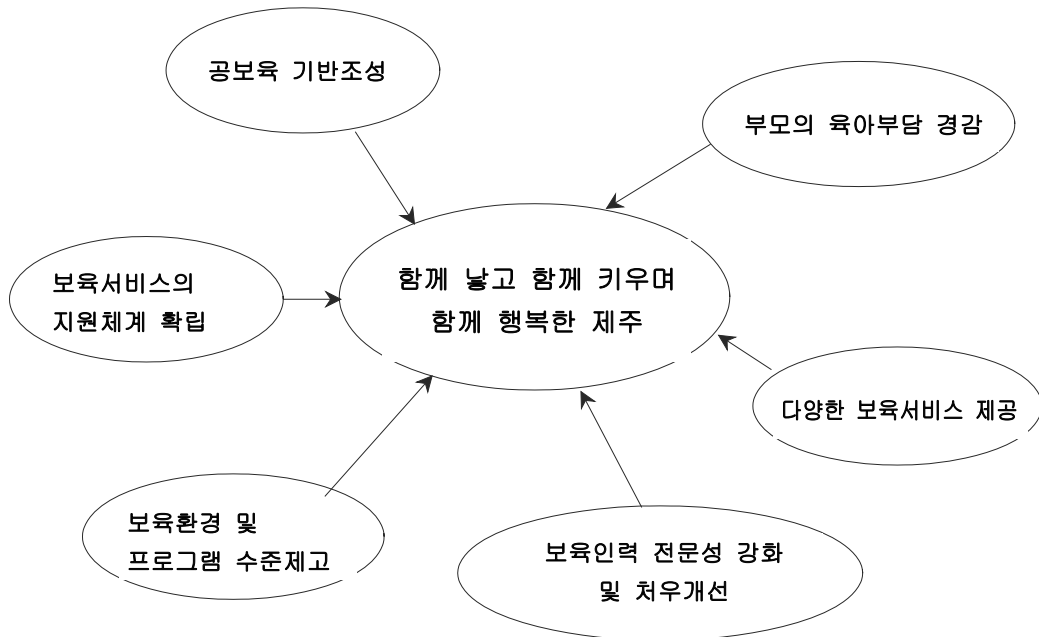 공보육 기반조성
부모의 육아부담 경감
함께 낳고 함께 키우며
함께 행복한 제주
보육서비스의
지원체계 확립
다양한 보육서비스 제공
보육환경 및
프로그램 수준제고
보육인력 전문성 강화
및 처우개선